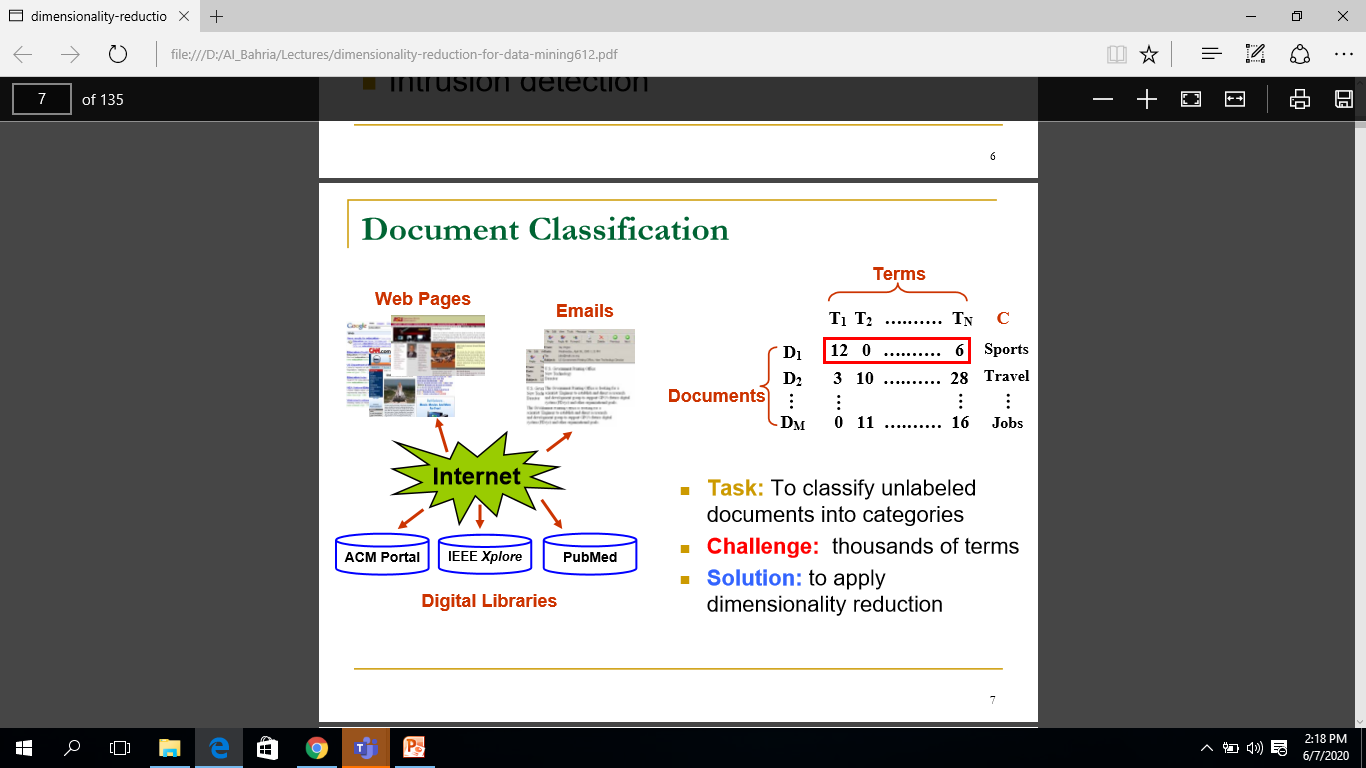 dimensionality-reductio
file:///D:/AI_Bahria/Lectures/dimensionality-reduction-for-data-mining612.pdf
7 of 135
Intrusion detection
6
Document Classification
Web Pages
Emails
Internet
ACM Portal
IEEE Xplore
PubMed
Digital Libraries
Terms
T1 T2 .......... TN C
Documents
D1 12 0 .......... 6 Sports
D2 3 10 .......... 28 Travel
DM 0 11 .......... 16 Jobs
Task: To classify unlabeled
documents into categories
Challenge: thousands of terms
Solution: to apply
dimensionality reduction
7
2:18 PM
6/7/2020